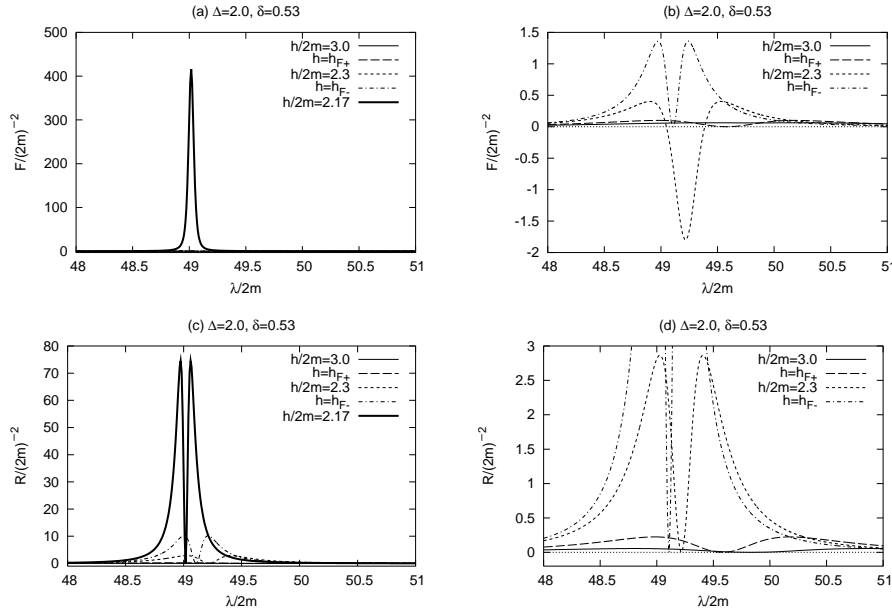 (a) Δ=2.0, δ=0.53
F/(2m)⁻²
500
400
300
200
100
0
h/2m=3.0
h=h_F+
h/2m=2.3
h=h_F-
h/2m=2.17
48 48.5 49 49.5 50 50.5 51
λ/2m
(b) Δ=2.0, δ=0.53
F/(2m)⁻²
1.5
1
0.5
0
-0.5
-1
-1.5
-2
h/2m=3.0
h=h_F+
h/2m=2.3
h=h_F-
48 48.5 49 49.5 50 50.5 51
λ/2m
(c) Δ=2.0, δ=0.53
R/(2m)⁻²
80
70
60
50
40
30
20
10
0
h/2m=3.0
h=h_F+
h/2m=2.3
h=h_F-
h/2m=2.17
48 48.5 49 49.5 50 50.5 51
λ/2m
(d) Δ=2.0, δ=0.53
R/(2m)⁻²
3
2.5
2
1.5
1
0.5
0
h/2m=3.0
h=h_F+
h/2m=2.3
h=h_F-
48 48.5 49 49.5 50 50.5 51
λ/2m